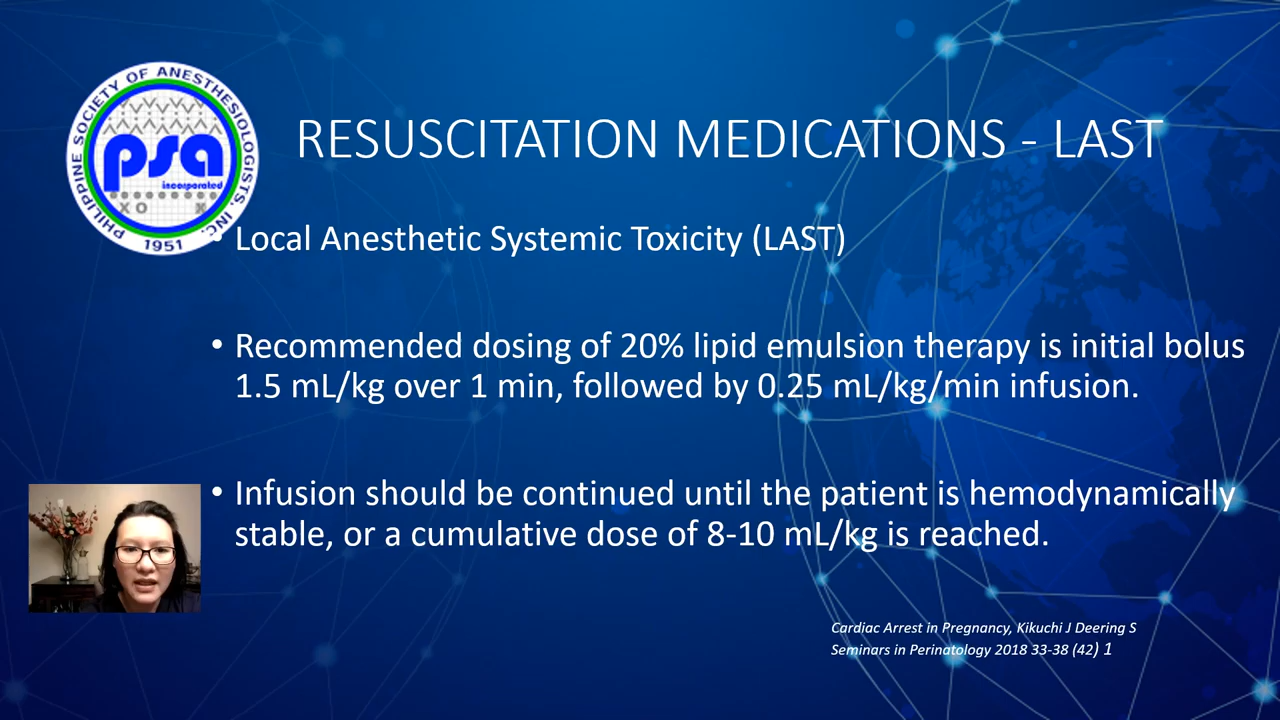 PHILIPPINE SOCIETY OF ANESTHESIOLOGISTS, INC.
psa
incorporated
XO X
1951
RESUSCITATION MEDICATIONS - LAST
• Local Anesthetic Systemic Toxicity (LAST)
• Recommended dosing of 20% lipid emulsion therapy is initial bolus
1.5 mL/kg over 1 min, followed by 0.25 mL/kg/min infusion.
• Infusion should be continued until the patient is hemodynamically
stable, or a cumulative dose of 8-10 mL/kg is reached.
Cardiac Arrest in Pregnancy, Kikuchi J Deering S
Seminars in Perinatology 2018 33-38 (42) 1